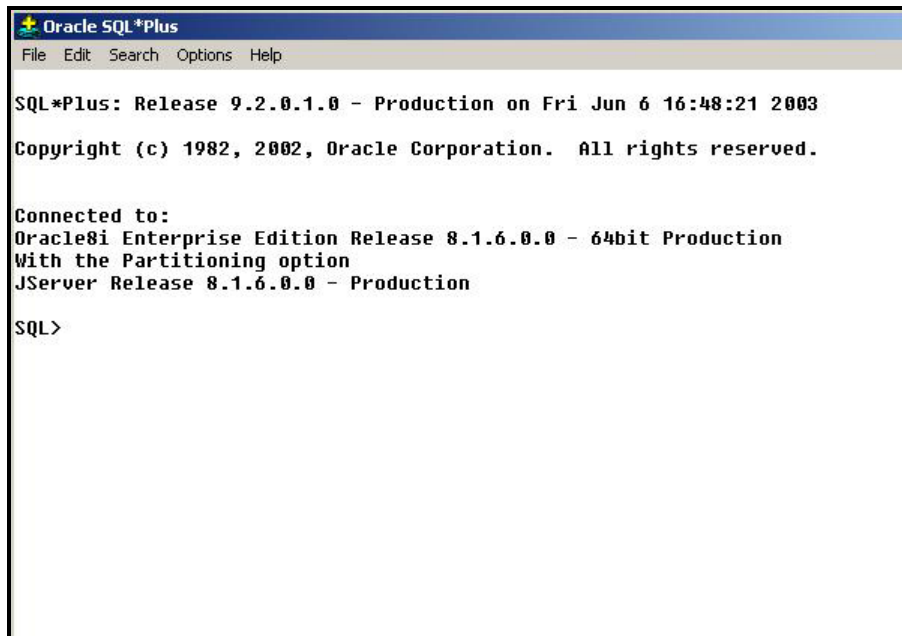 Oracle SQL*Plus
File Edit Search Options Help
SQL*Plus: Release 9.2.0.1.0 - Production on Fri Jun 6 16:48:21 2003
Copyright (c) 1982, 2002, Oracle Corporation.  All rights reserved.
Connected to:
Oracle8i Enterprise Edition Release 8.1.6.0.0 - 64bit Production
With the Partitioning option
JServer Release 8.1.6.0.0 - Production
SQL>